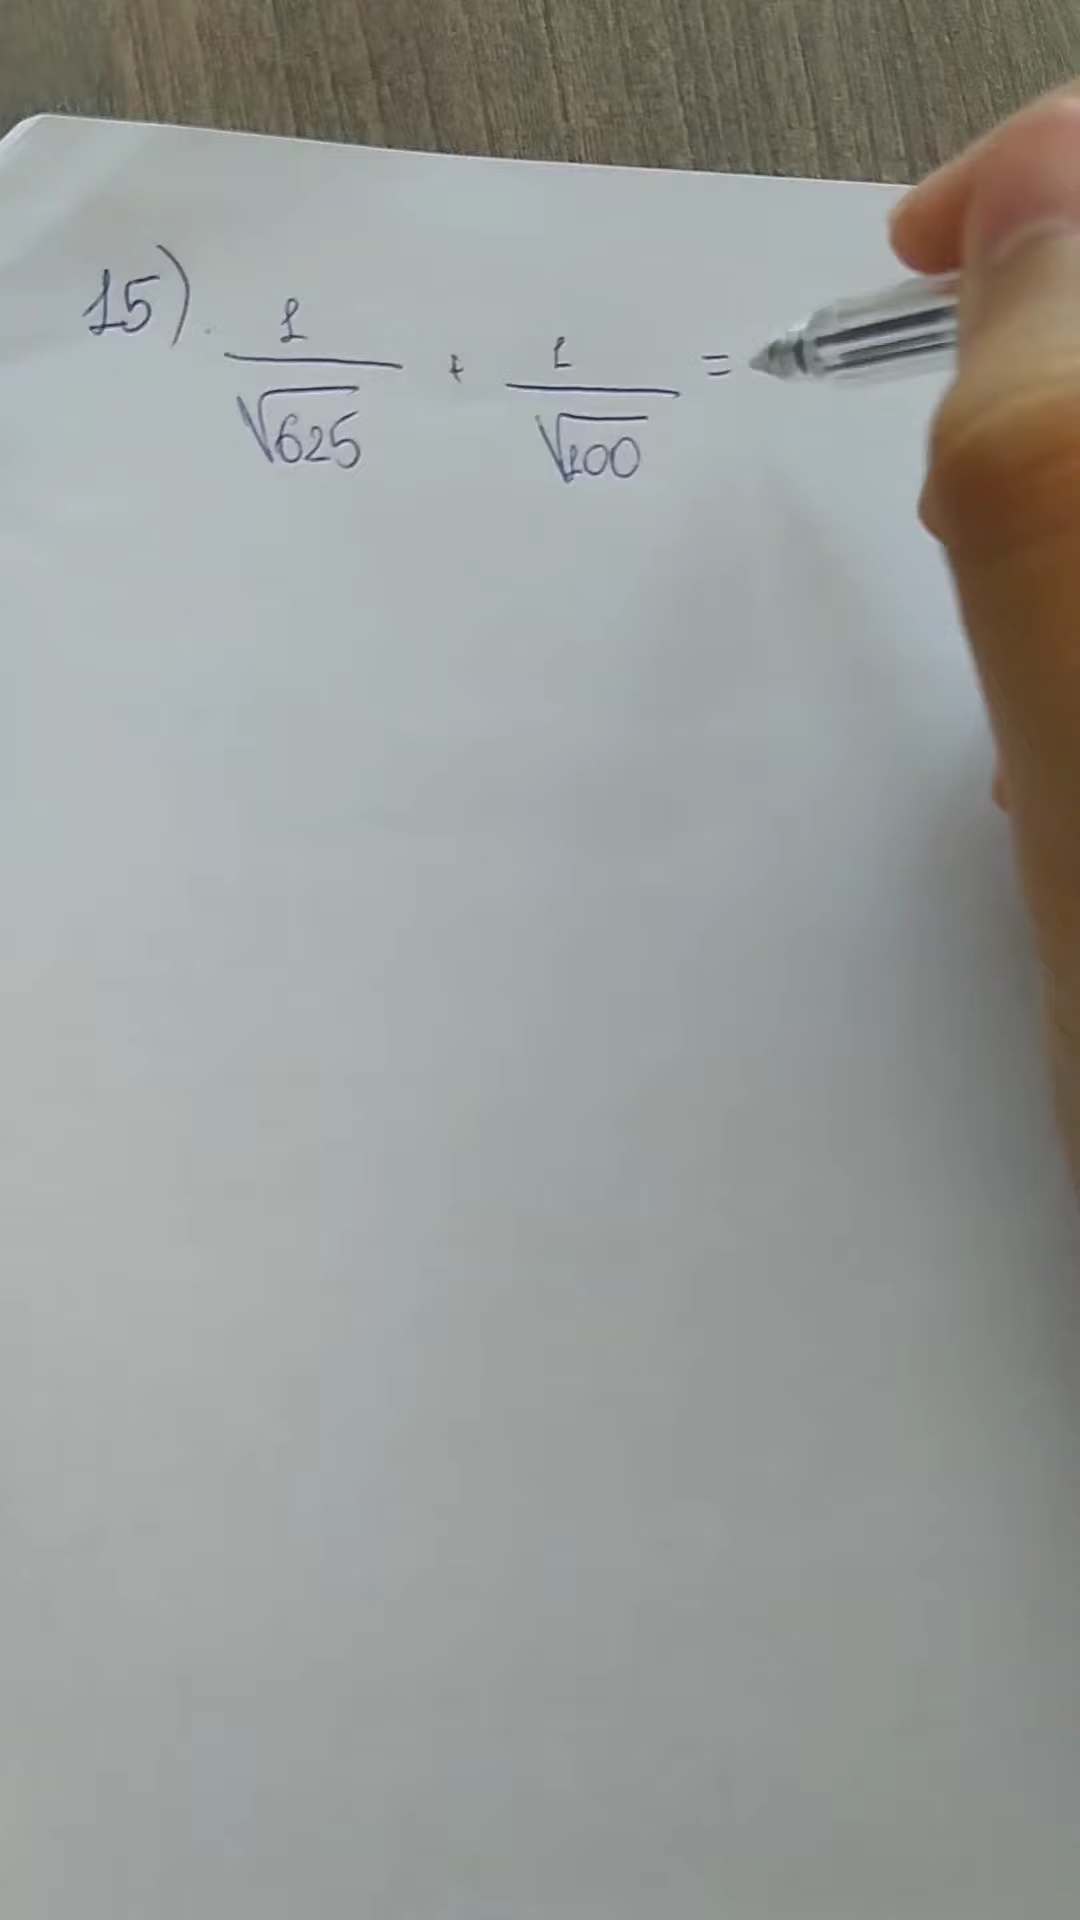 15). 1/√625 + 1/√100 =